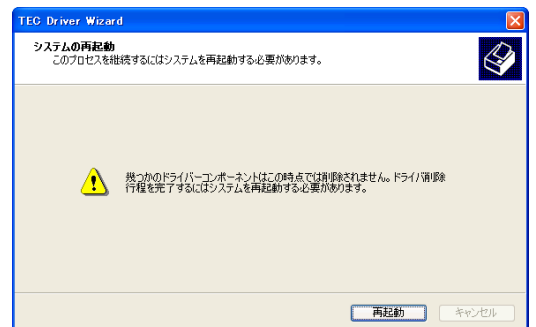 TEC Driver Wizard
システムの再起動
このプロセスを継続するにはシステムを再起動する必要があります。
幾つかのドライバーコンポーネントはこの時点では削除されません。ドライバ削除
行程を完了するにはシステムを再起動する必要があります。
再起動
キャンセル